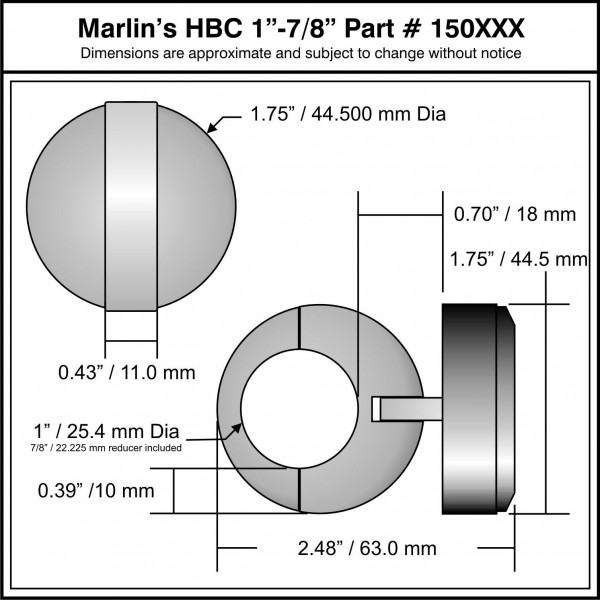 Marlin's HBC 1”-7/8” Part # 150XXX
Dimensions are approximate and subject to change without notice
1.75” / 44.500 mm Dia
0.70” / 18 mm
1.75” / 44.5 mm
0.43” / 11.0 mm
1” / 25.4 mm Dia
7/8” / 22.225 mm reducer included
0.39” /10 mm
2.48” / 63.0 mm